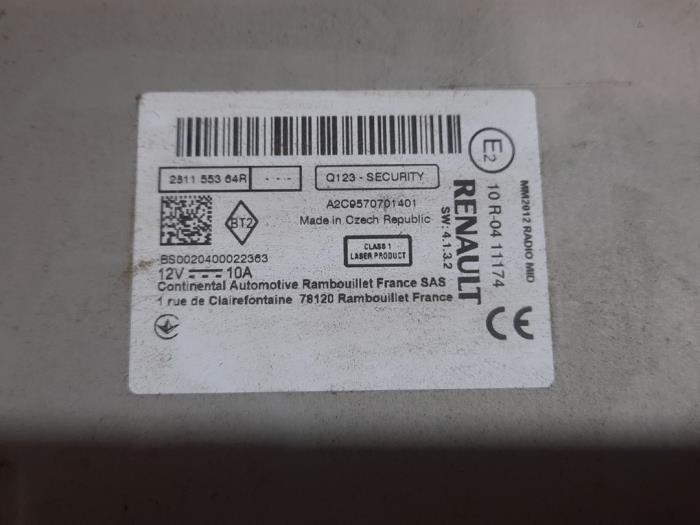 2811 553 64R - - -
Q123 - SECURITY
BT2
A2C9570701401
Made in Czech Republic
CLASS 1
LASER PRODUCT
BS0020400022363
12V 10A
Continental Automotive Rambouillet France SAS
1 rue de Clairefontaine 78120 Rambouillet France
SW: 4.1.3.2
RENAULT
E2
10 R-04 11174
CE
MM2012 RADIO MID